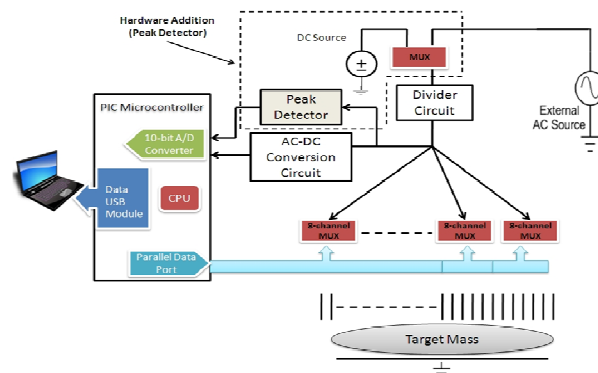 Hardware Addition
(Peak Detector)
DC Source
MUX
PIC Microcontroller
Peak
Detector
Divider
Circuit
External
AC Source
10-bit A/D
Converter
AC-DC
Conversion
Circuit
Data
USB
Module
CPU
8-channel
MUX
8-channel
MUX
8-channel
MUX
Parallel Data
Port
Target Mass